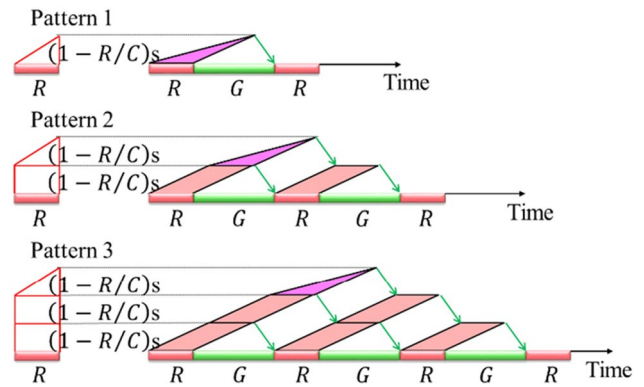 Pattern 1
(1 − R/C)s
R R G R Time
Pattern 2
(1 − R/C)s
(1 − R/C)s
R R G R G R Time
Pattern 3
(1 − R/C)s
(1 − R/C)s
(1 − R/C)s
R R G R G R G R Time